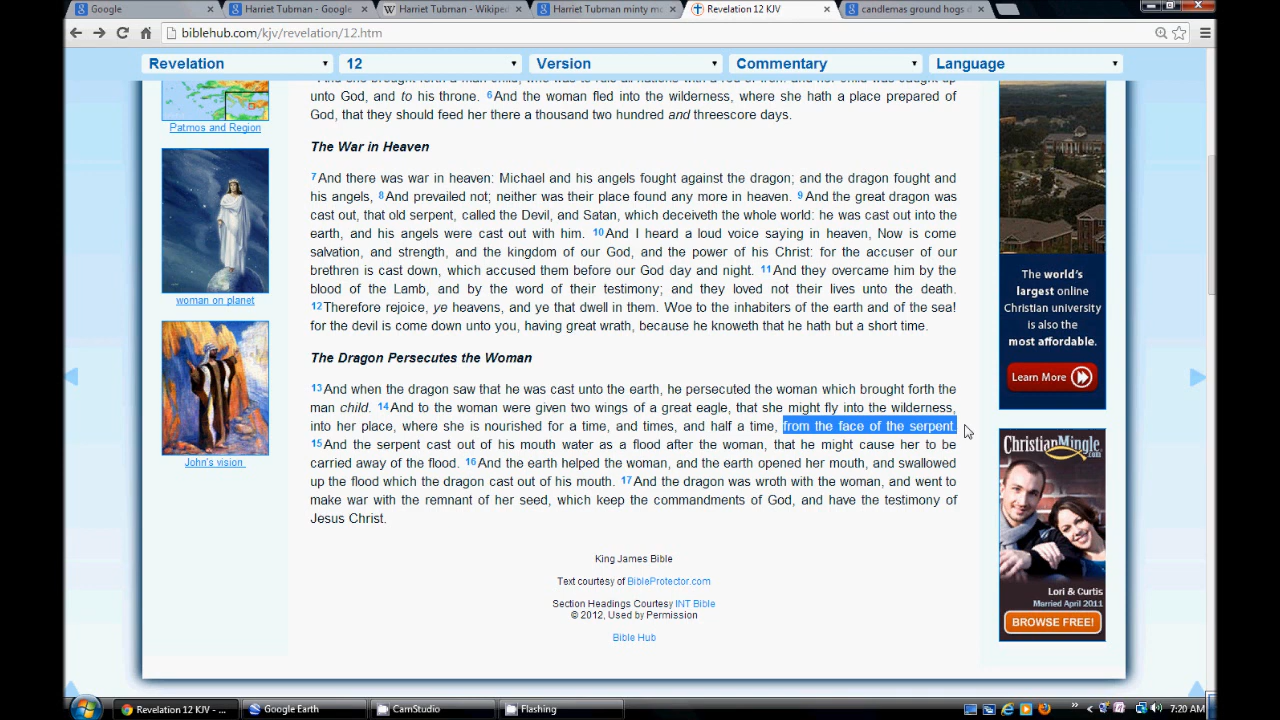 Google
Harriet Tubman - Google
Harriet Tubman - Wikiped
Harriet Tubman minty mo
Revelation 12 KJV
candlemas ground hogs d
biblehub.com/kjv/revelation/12.htm
Revelation
12
Version
Commentary
Language
unto God, and to his throne. 6And the woman fled into the wilderness, where she hath a place prepared of
God, that they should feed her there a thousand two hundred and threescore days.
The War in Heaven
7And there was war in heaven: Michael and his angels fought against the dragon; and the dragon fought and
his angels, 8And prevailed not; neither was their place found any more in heaven. 9And the great dragon was
cast out, that old serpent, called the Devil, and Satan, which deceiveth the whole world: he was cast out into the
earth, and his angels were cast out with him. 10And I heard a loud voice saying in heaven, Now is come
salvation, and strength, and the kingdom of our God, and the power of his Christ: for the accuser of our
brethren is cast down, which accused them before our God day and night. 11And they overcame him by the
blood of the Lamb, and by the word of their testimony; and they loved not their lives unto the death.
12Therefore rejoice, ye heavens, and ye that dwell in them. Woe to the inhabiters of the earth and of the sea!
for the devil is come down unto you, having great wrath, because he knoweth that he hath but a short time.
The Dragon Persecutes the Woman
13And when the dragon saw that he was cast unto the earth, he persecuted the woman which brought forth the
man child. 14And to the woman were given two wings of a great eagle, that she might fly into the wilderness,
into her place, where she is nourished for a time, and times, and half a time, from the face of the serpent.
15And the serpent cast out of his mouth water as a flood after the woman, that he might cause her to be
carried away of the flood. 16And the earth helped the woman, and the earth opened her mouth, and swallowed
up the flood which the dragon cast out of his mouth. 17And the dragon was wroth with the woman, and went to
make war with the remnant of her seed, which keep the commandments of God, and have the testimony of
Jesus Christ.
King James Bible
Text courtesy of BibleProtector.com
Section Headings Courtesy INT Bible
© 2012, Used by Permission
Bible Hub
Patmos and Region
woman on planet
John's vision
The world's
largest online
Christian university
is also the
most affordable.
Learn More
ChristianMingle
.com
Lori & Curtis
Married April 2011
BROWSE FREE!
Revelation 12 KJV - ...
Google Earth
CamStudio
Flashing
7:20 AM